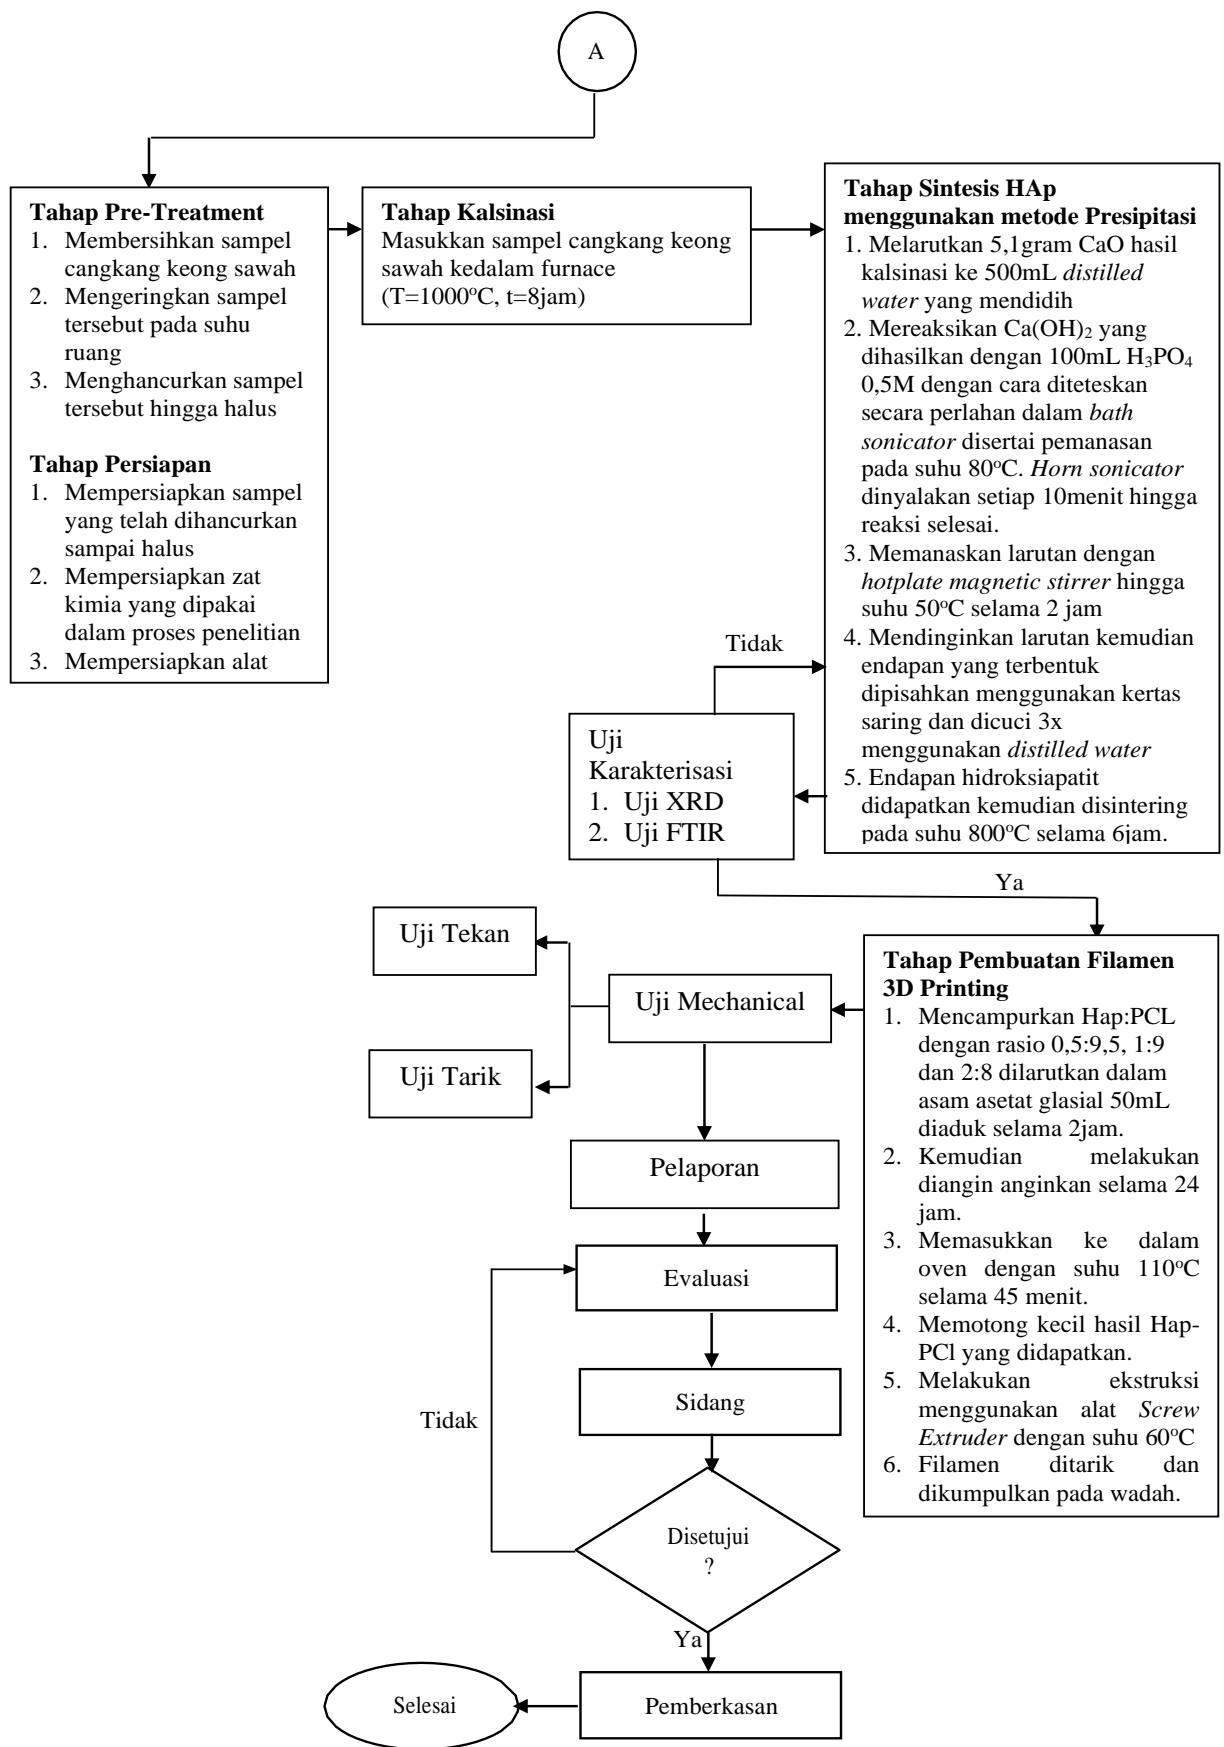 A
Tahap Pre-Treatment
1. Membersihkan sampel
cangkang keong sawah
2. Mengeringkan sampel
tersebut pada suhu
ruang
3. Menghancurkan sampel
tersebut hingga halus
Tahap Persiapan
1. Mempersiapkan sampel
yang telah dihancurkan
sampai halus
2. Mempersiapkan zat
kimia yang dipakai
dalam proses penelitian
3. Mempersiapkan alat
Tahap Kalsinasi
Masukkan sampel cangkang keong
sawah kedalam furnace
(T=1000°C, t=8jam)
Tahap Sintesis HAp
menggunakan metode Presipitasi
1. Melarutkan 5,1gram CaO hasil
kalsinasi ke 500mL distilled
water yang mendidih
2. Mereaksikan Ca(OH)₂ yang
dihasilkan dengan 100mL H₃PO₄
0,5M dengan cara diteteskan
secara perlahan dalam bath
sonicator disertai pemanasan
pada suhu 80°C. Horn sonicator
dinyalakan setiap 10menit hingga
reaksi selesai.
3. Memanaskan larutan dengan
hotplate magnetic stirrer hingga
suhu 50°C selama 2 jam
4. Mendinginkan larutan kemudian
endapan yang terbentuk
dipisahkan menggunakan kertas
saring dan dicuci 3x
menggunakan distilled water
5. Endapan hidroksiapatit
didapatkan kemudian disintering
pada suhu 800°C selama 6jam.
Tidak
Uji
Karakterisasi
1. Uji XRD
2. Uji FTIR
Ya
Tahap Pembuatan Filamen
3D Printing
1. Mencampurkan Hap:PCL
dengan rasio 0,5:9,5, 1:9
dan 2:8 dilarutkan dalam
asam asetat glasial 50mL
diaduk selama 2jam.
2. Kemudian melakukan
diangin anginkan selama 24
jam.
3. Memasukkan ke dalam
oven dengan suhu 110°C
selama 45 menit.
4. Memotong kecil hasil Hap-
PCl yang didapatkan.
5. Melakukan ekstruksi
menggunakan alat Screw
Extruder dengan suhu 60°C
6. Filamen ditarik dan
dikumpulkan pada wadah.
Uji Tekan
Uji Mechanical
Uji Tarik
Pelaporan
Evaluasi
Sidang
Tidak
Disetujui
?
Ya
Pemberkasan
Selesai